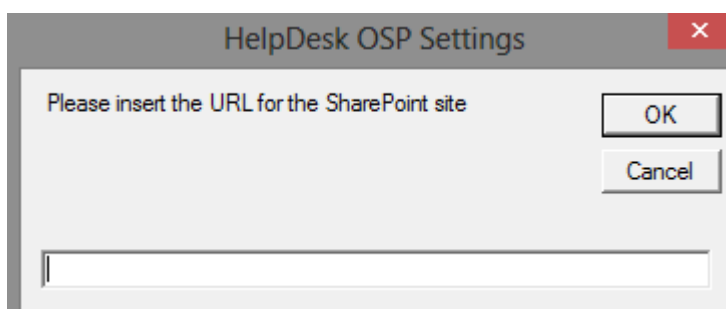 HelpDesk OSP Settings
Please insert the URL for the SharePoint site
OK
Cancel